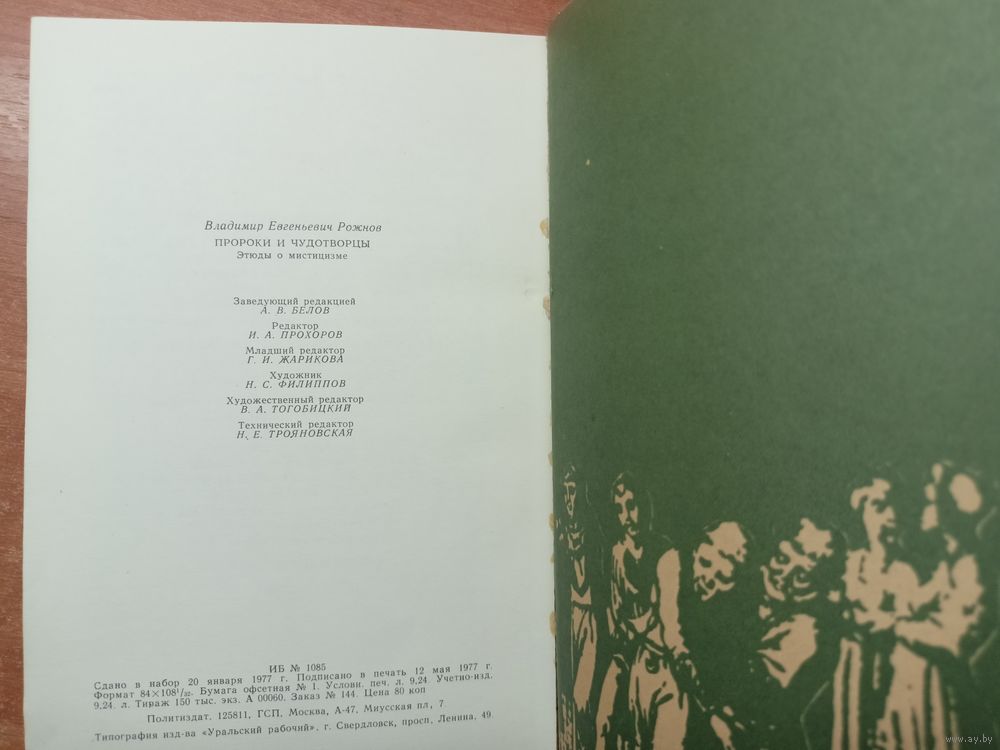 Владимир Евгеньевич Рожнов
ПРОРОКИ И ЧУДОТВОРЦЫ
Этюды о мистицизме
Заведующий редакцией
А. В. БЕЛОВ
Редактор
И. А. ПРОХОРОВ
Младший редактор
Г. И. ЖАРИКОВА
Художник
Н. С. ФИЛИППОВ
Художественный редактор
В. А. ТОГОБИЦКИЙ
Технический редактор
Н. Е. ТРОЯНОВСКАЯ
ИБ № 1085
Сдано в набор 20 января 1977 г. Подписано в печать 12 мая 1977 г.
Формат 84×108¹/₃₂. Бумага офсетная № 1. Условн. печ. л. 9,24. Учетно-изд.
9,24. л. Тираж 150 тыс. экз. А 00060. Заказ № 144. Цена 80 коп
Политиздат. 125811, ГСП, Москва, А-47, Миусская пл, 7
Типография изд-ва «Уральский рабочий». г. Свердловск, просп. Ленина. 49
www.ay.by